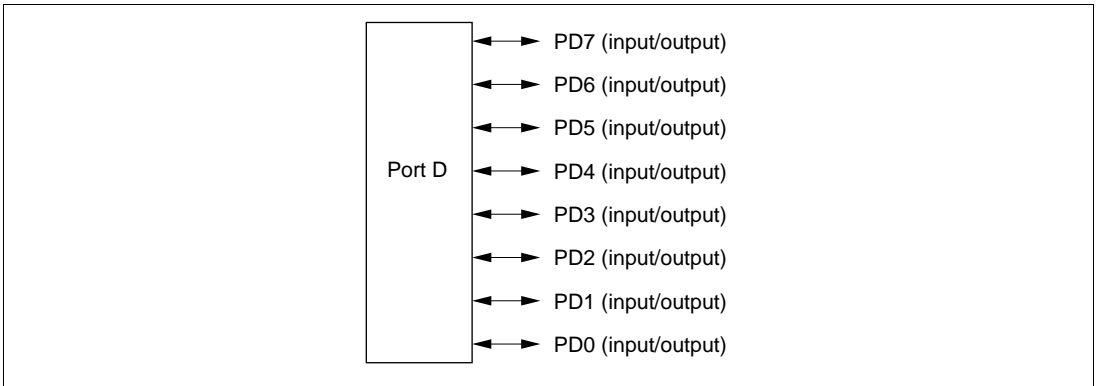 PD7 (input/output)
PD6 (input/output)
PD5 (input/output)
Port D
PD4 (input/output)
PD3 (input/output)
PD2 (input/output)
PD1 (input/output)
PD0 (input/output)